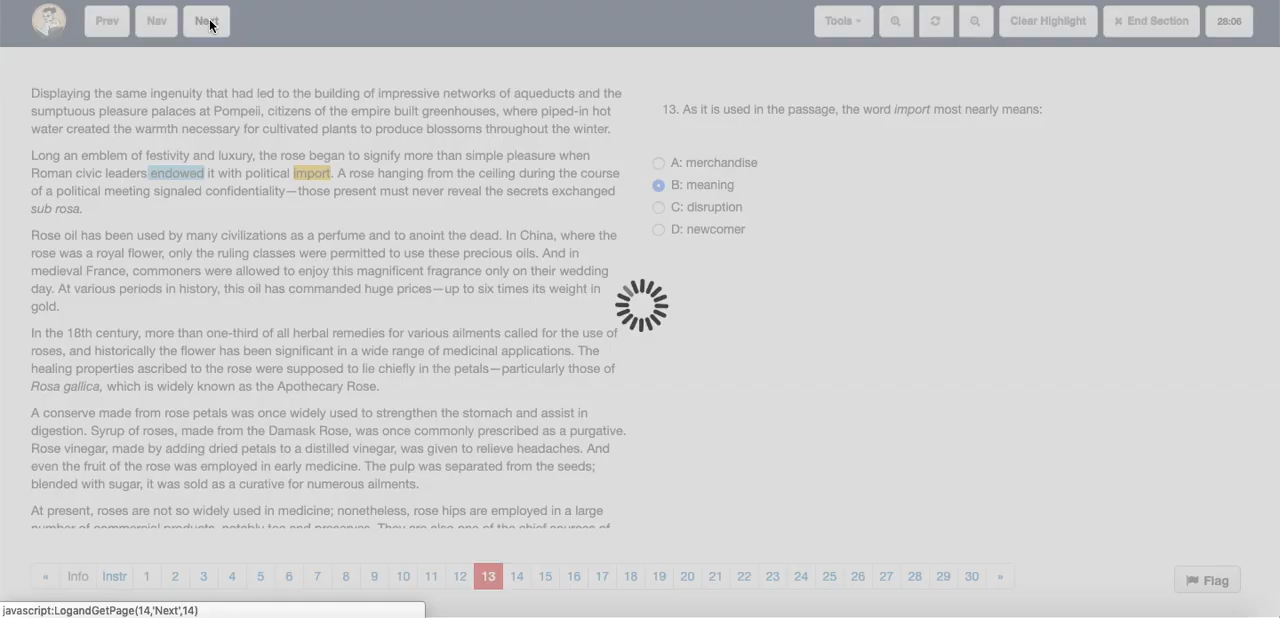 Prev Nav Next Tools Clear Highlight End Section 28:06
Displaying the same ingenuity that had led to the building of impressive networks of aqueducts and the
sumptuous pleasure palaces at Pompeii, citizens of the empire built greenhouses, where piped-in hot
water created the warmth necessary for cultivated plants to produce blossoms throughout the winter.
Long an emblem of festivity and luxury, the rose began to signify more than simple pleasure when
Roman civic leaders endowed it with political import. A rose hanging from the ceiling during the course
of a political meeting signaled confidentiality—those present must never reveal the secrets exchanged
sub rosa.
Rose oil has been used by many civilizations as a perfume and to anoint the dead. In China, where the
rose was a royal flower, only the ruling classes were permitted to use these precious oils. And in
medieval France, commoners were allowed to enjoy this magnificent fragrance only on their wedding
day. At various periods in history, this oil has commanded huge prices—up to six times its weight in
gold.
In the 18th century, more than one-third of all herbal remedies for various ailments called for the use of
roses, and historically the flower has been significant in a wide range of medicinal applications. The
healing properties ascribed to the rose were supposed to lie chiefly in the petals—particularly those of
Rosa gallica, which is widely known as the Apothecary Rose.
A conserve made from rose petals was once widely used to strengthen the stomach and assist in
digestion. Syrup of roses, made from the Damask Rose, was once commonly prescribed as a purgative.
Rose vinegar, made by adding dried petals to a distilled vinegar, was given to relieve headaches. And
even the fruit of the rose was employed in early medicine. The pulp was separated from the seeds;
blended with sugar, it was sold as a curative for numerous ailments.
At present, roses are not so widely used in medicine; nonetheless, rose hips are employed in a large
number of commercial products, notably tea and preserves. They are also one of the chief sources of
13. As it is used in the passage, the word import most nearly means:
A: merchandise
B: meaning
C: disruption
D: newcomer
« Info Instr 1 2 3 4 5 6 7 8 9 10 11 12 13 14 15 16 17 18 19 20 21 22 23 24 25 26 27 28 29 30 »
Flag
javascript:LogandGetPage(14,'Next',14)